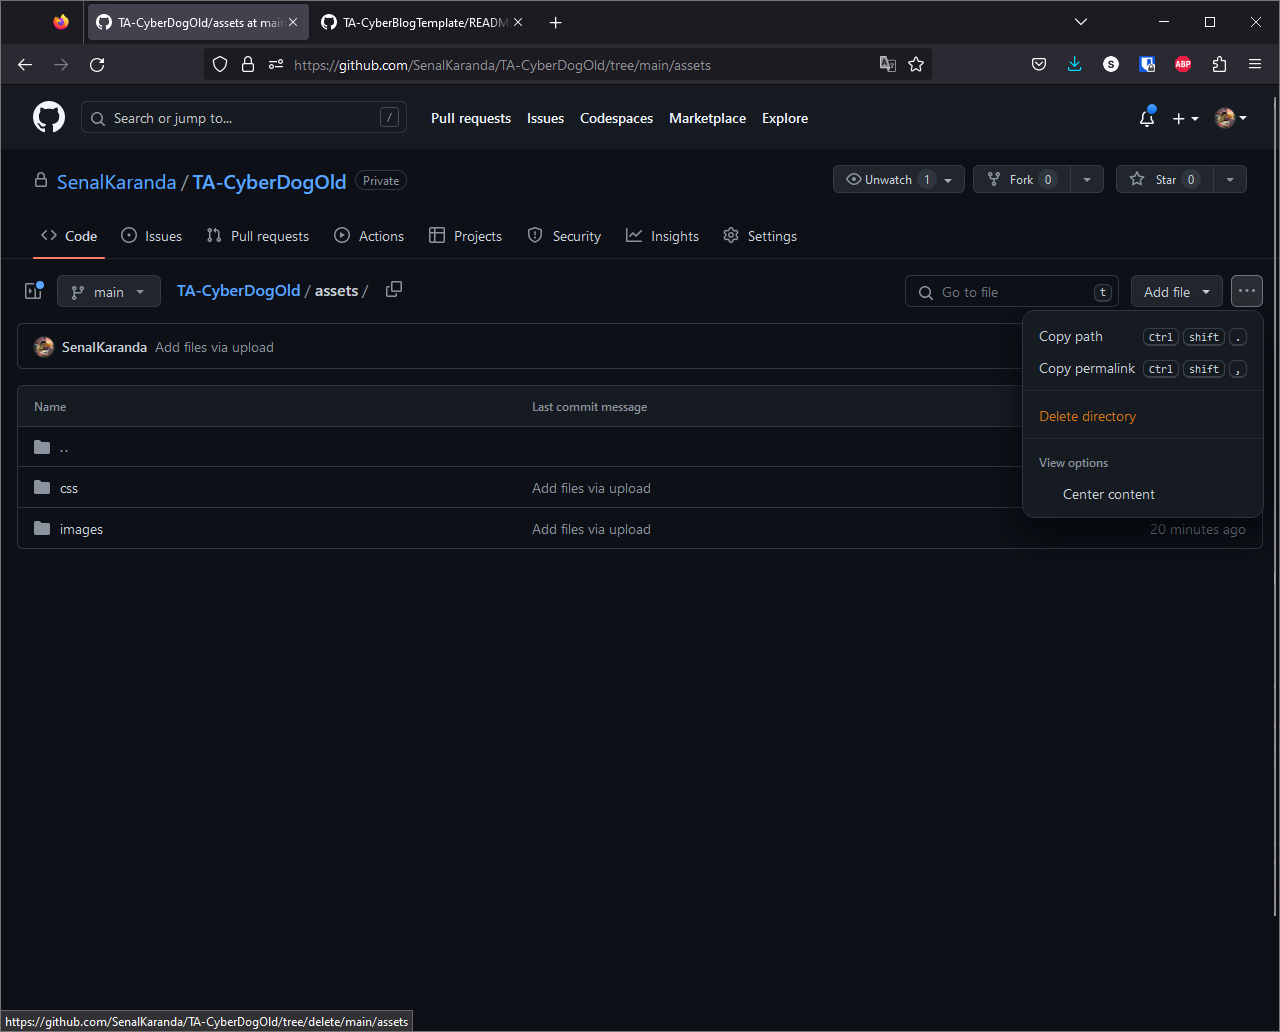 TA-CyberDogOld/assets at mai
TA-CyberBlogTemplate/READM
https://github.com/SenalKaranda/TA-CyberDogOld/tree/main/assets
S
ABP
Search or jump to...
/
Pull requests
Issues
Codespaces
Marketplace
Explore
SenalKaranda / TA-CyberDogOld
Private
Unwatch 1
Fork 0
Star 0
Code
Issues
Pull requests
Actions
Projects
Security
Insights
Settings
main
TA-CyberDogOld / assets /
Go to file
t
Add file
SenalKaranda Add files via upload
Copy path Ctrl shift .
Copy permalink Ctrl shift ,
Delete directory
View options
Center content
Name
Last commit message
..
css
Add files via upload
images
Add files via upload
20 minutes ago
https://github.com/SenalKaranda/TA-CyberDogOld/tree/delete/main/assets